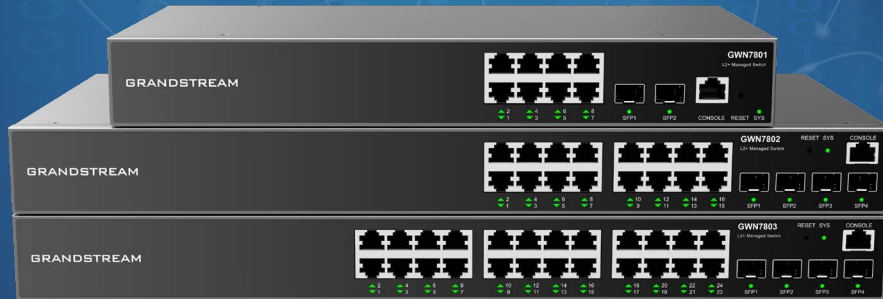 GWN7801
L2+ Managed Switch
GRANDSTREAM
2 4 6 8
1 3 5 7
SFP1 SFP2 CONSOLE RESET SYS
GWN7802 RESET SYS CONSOLE
L2+ Managed Switch
GRANDSTREAM
2 4 6 8 10 12 14 16
1 3 5 7 9 11 13 15
SFP1 SFP2 SFP3 SFP4
GWN7803 RESET SYS CONSOLE
L2+ Managed Switch
GRANDSTREAM
2 4 6 8 10 12 14 16 18 20 22 24
1 3 5 7 9 11 13 15 17 19 21 23
SFP1 SFP2 SFP3 SFP4